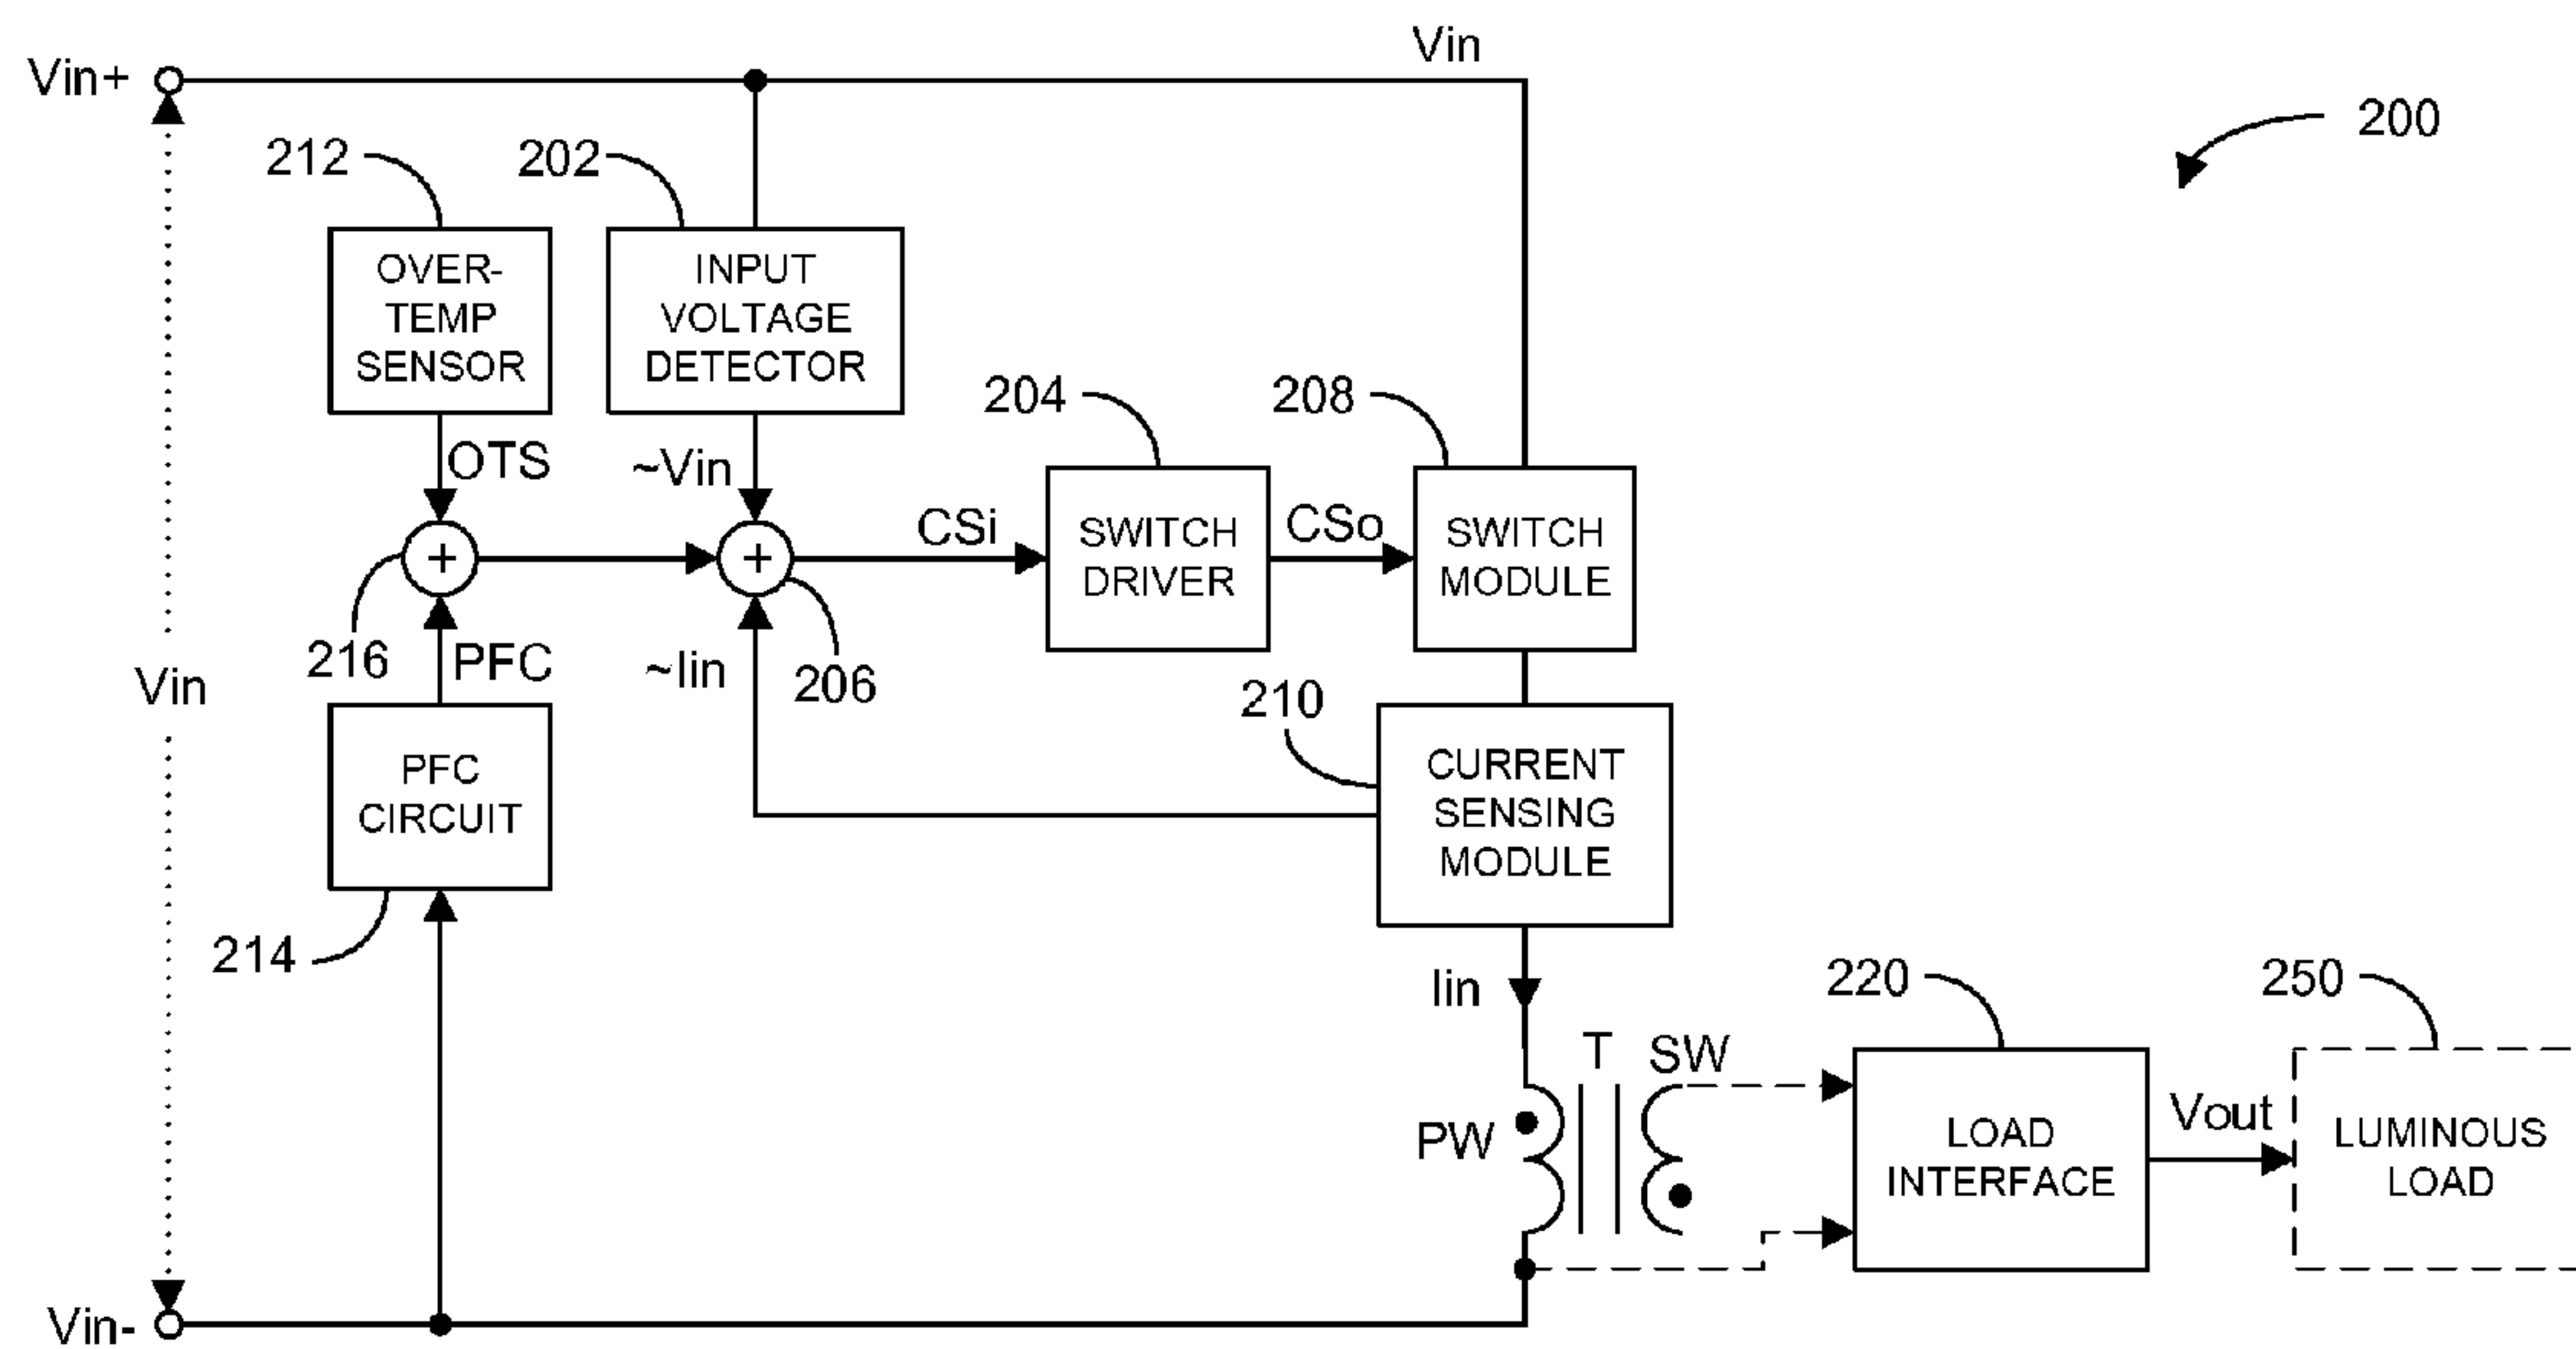 Vin
Vin+
200
212
202
OVER-
TEMP
SENSOR
INPUT
VOLTAGE
DETECTOR
204
208
OTS
~Vin
CSi
CSo
+
+
SWITCH
DRIVER
SWITCH
MODULE
216
PFC
~Iin
206
Vin
210
PFC
CIRCUIT
CURRENT
SENSING
MODULE
214
Iin
220
250
T
SW
PW
LOAD
INTERFACE
Vout
LUMINOUS
LOAD
Vin-